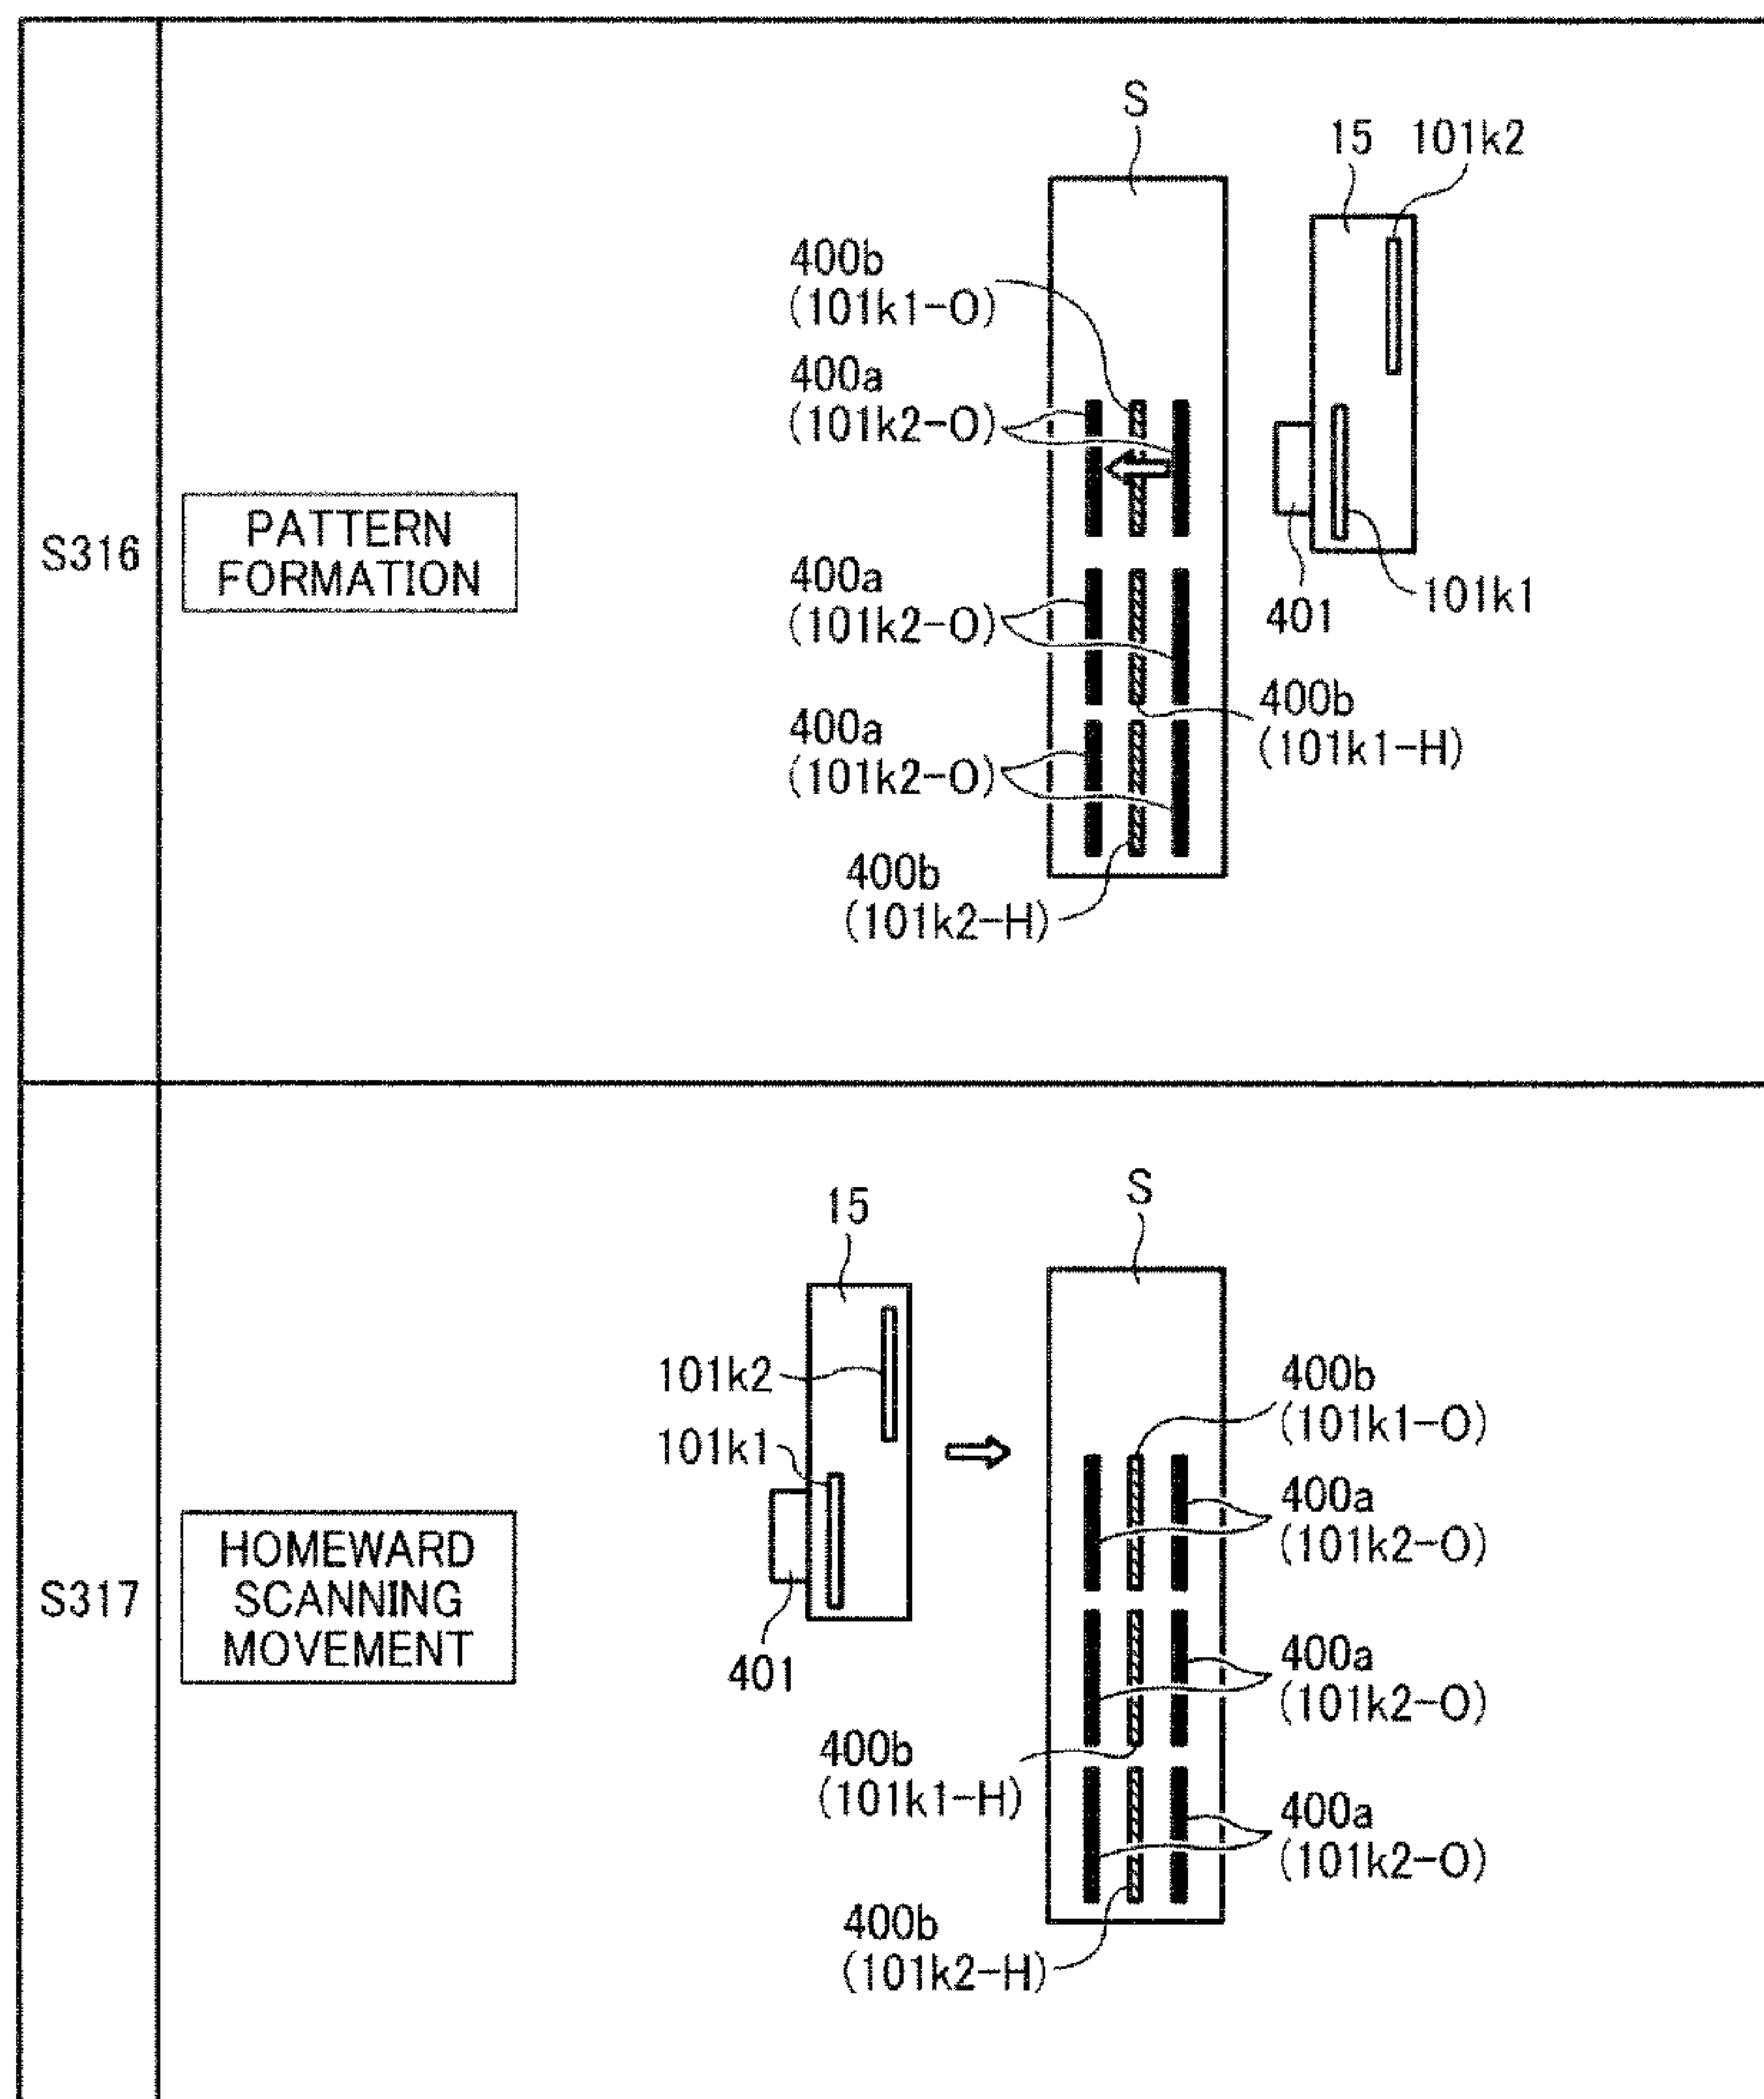 S316
PATTERN
FORMATION
S
15 101k2
400b
(101k1-O)
400a
(101k2-O)
400a
(101k2-O)
401
101k1
400b
(101k1-H)
400a
(101k2-O)
400b
(101k2-H)
S317
HOMEWARD
SCANNING
MOVEMENT
15
S
101k2
400b
(101k1-O)
101k1
400a
(101k2-O)
401
400a
(101k2-O)
400b
(101k1-H)
400a
(101k2-O)
400b
(101k2-H)